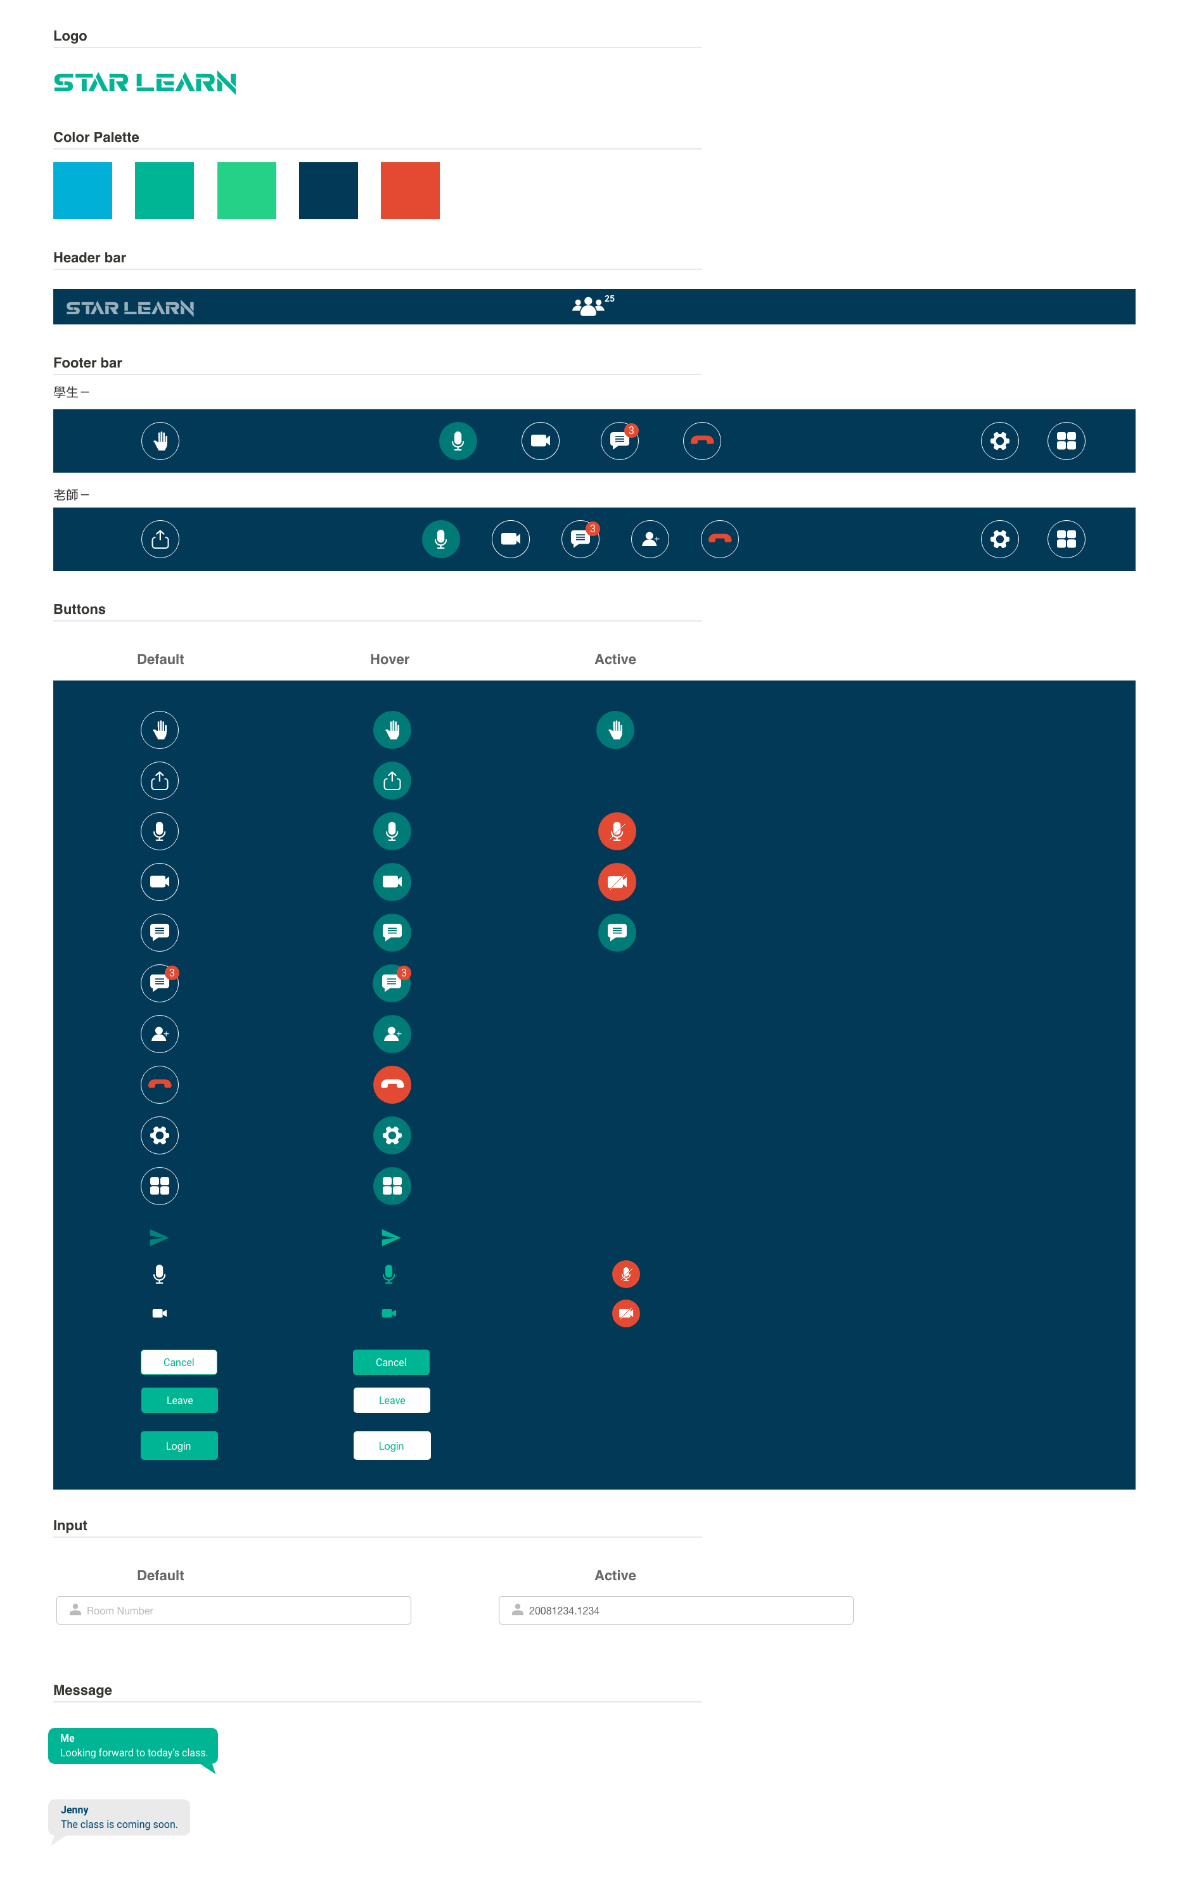 Logo
STAR LEARN
Color Palette
Header bar
STAR LEARN
25
Footer bar
學生－
3
老師－
3
Buttons
Default Hover Active
3 3
Cancel Cancel
Leave Leave
Login Login
Input
Default Active
Room Number 20081234.1234
Message
Me
Looking forward to today's class.
Jenny
The class is coming soon.